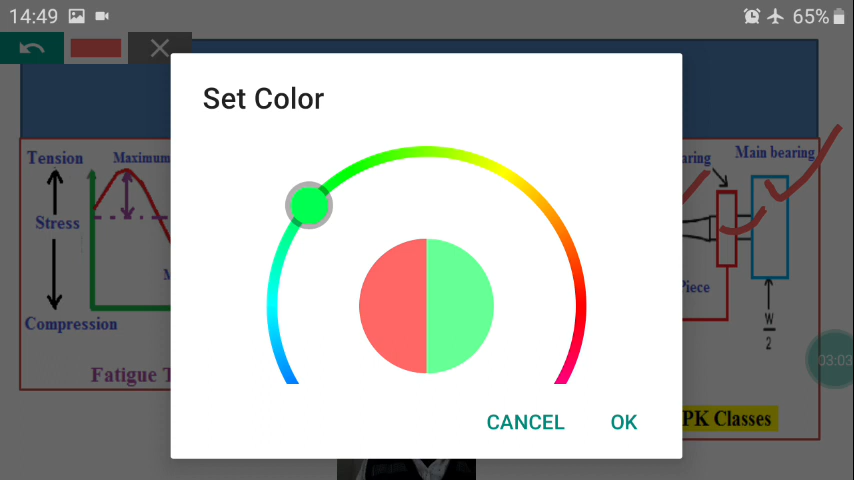 14:49
65%
Set Color
Tension
Maximum
aring
Main bearing
Stress
M
Piece
Compression
W
2
03:03
Fatigue T
PK Classes
CANCEL
OK